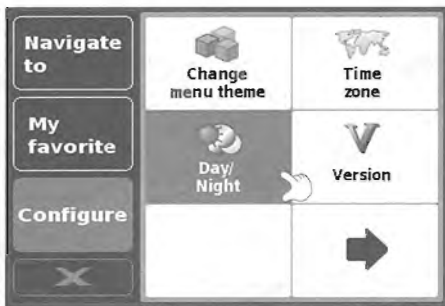 Navigate
to
My
favorite
Configure
Change
menu theme
Time
zone
Day/
Night
Version